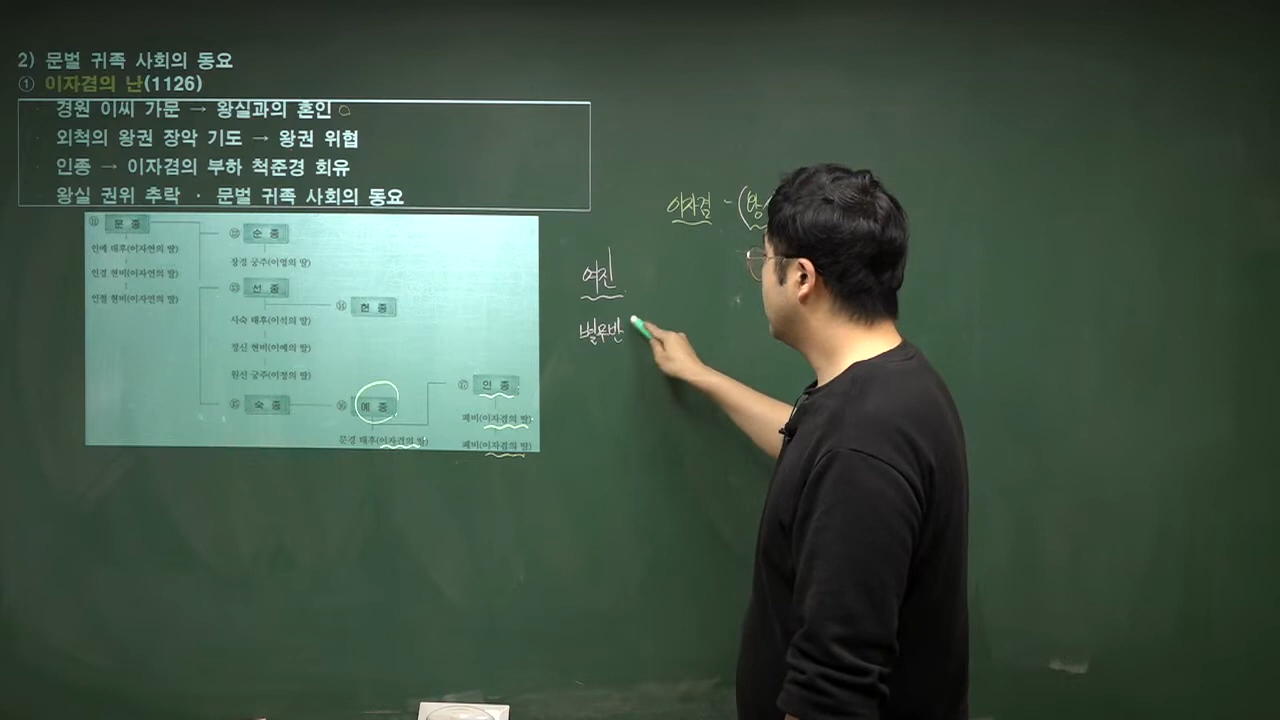 2) 문벌 귀족 사회의 동요
① 이자겸의 난(1126)
· 경원 이씨 가문 → 왕실과의 혼인
· 외척의 왕권 장악 기도 → 왕권 위협
· 인종 → 이자겸의 부하 척준경 회유
· 왕실 권위 추락 · 문벌 귀족 사회의 동요
⑪ 문 종
인예 태후(이자연의 딸)
인경 현비(이자연의 딸)
인절 현비(이자연의 딸)
⑫ 순 종
장경 궁주(이영의 딸)
⑬ 선 종
⑭ 헌 종
사숙 태후(이석의 딸)
정신 현비(이예의 딸)
원신 궁주(이정의 딸)
⑮ 숙 종
⑯ 예 종
⑰ 인 종
문경 태후(이자겸의 딸)
폐비(이자겸의 딸)
폐비(이자겸의 딸)
이자겸 - (왕
여진
별무반